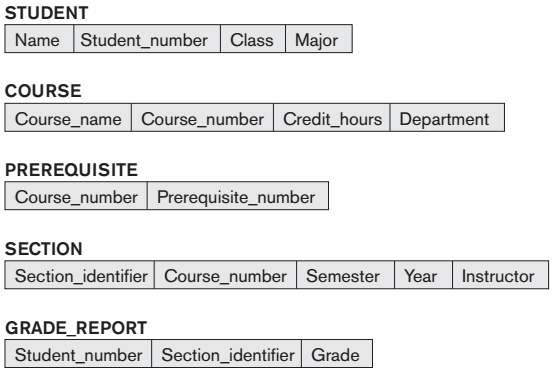 STUDENT
Name Student_number Class Major
COURSE
Course_name Course_number Credit_hours Department
PREREQUISITE
Course_number Prerequisite_number
SECTION
Section_identifier Course_number Semester Year Instructor
GRADE_REPORT
Student_number Section_identifier Grade